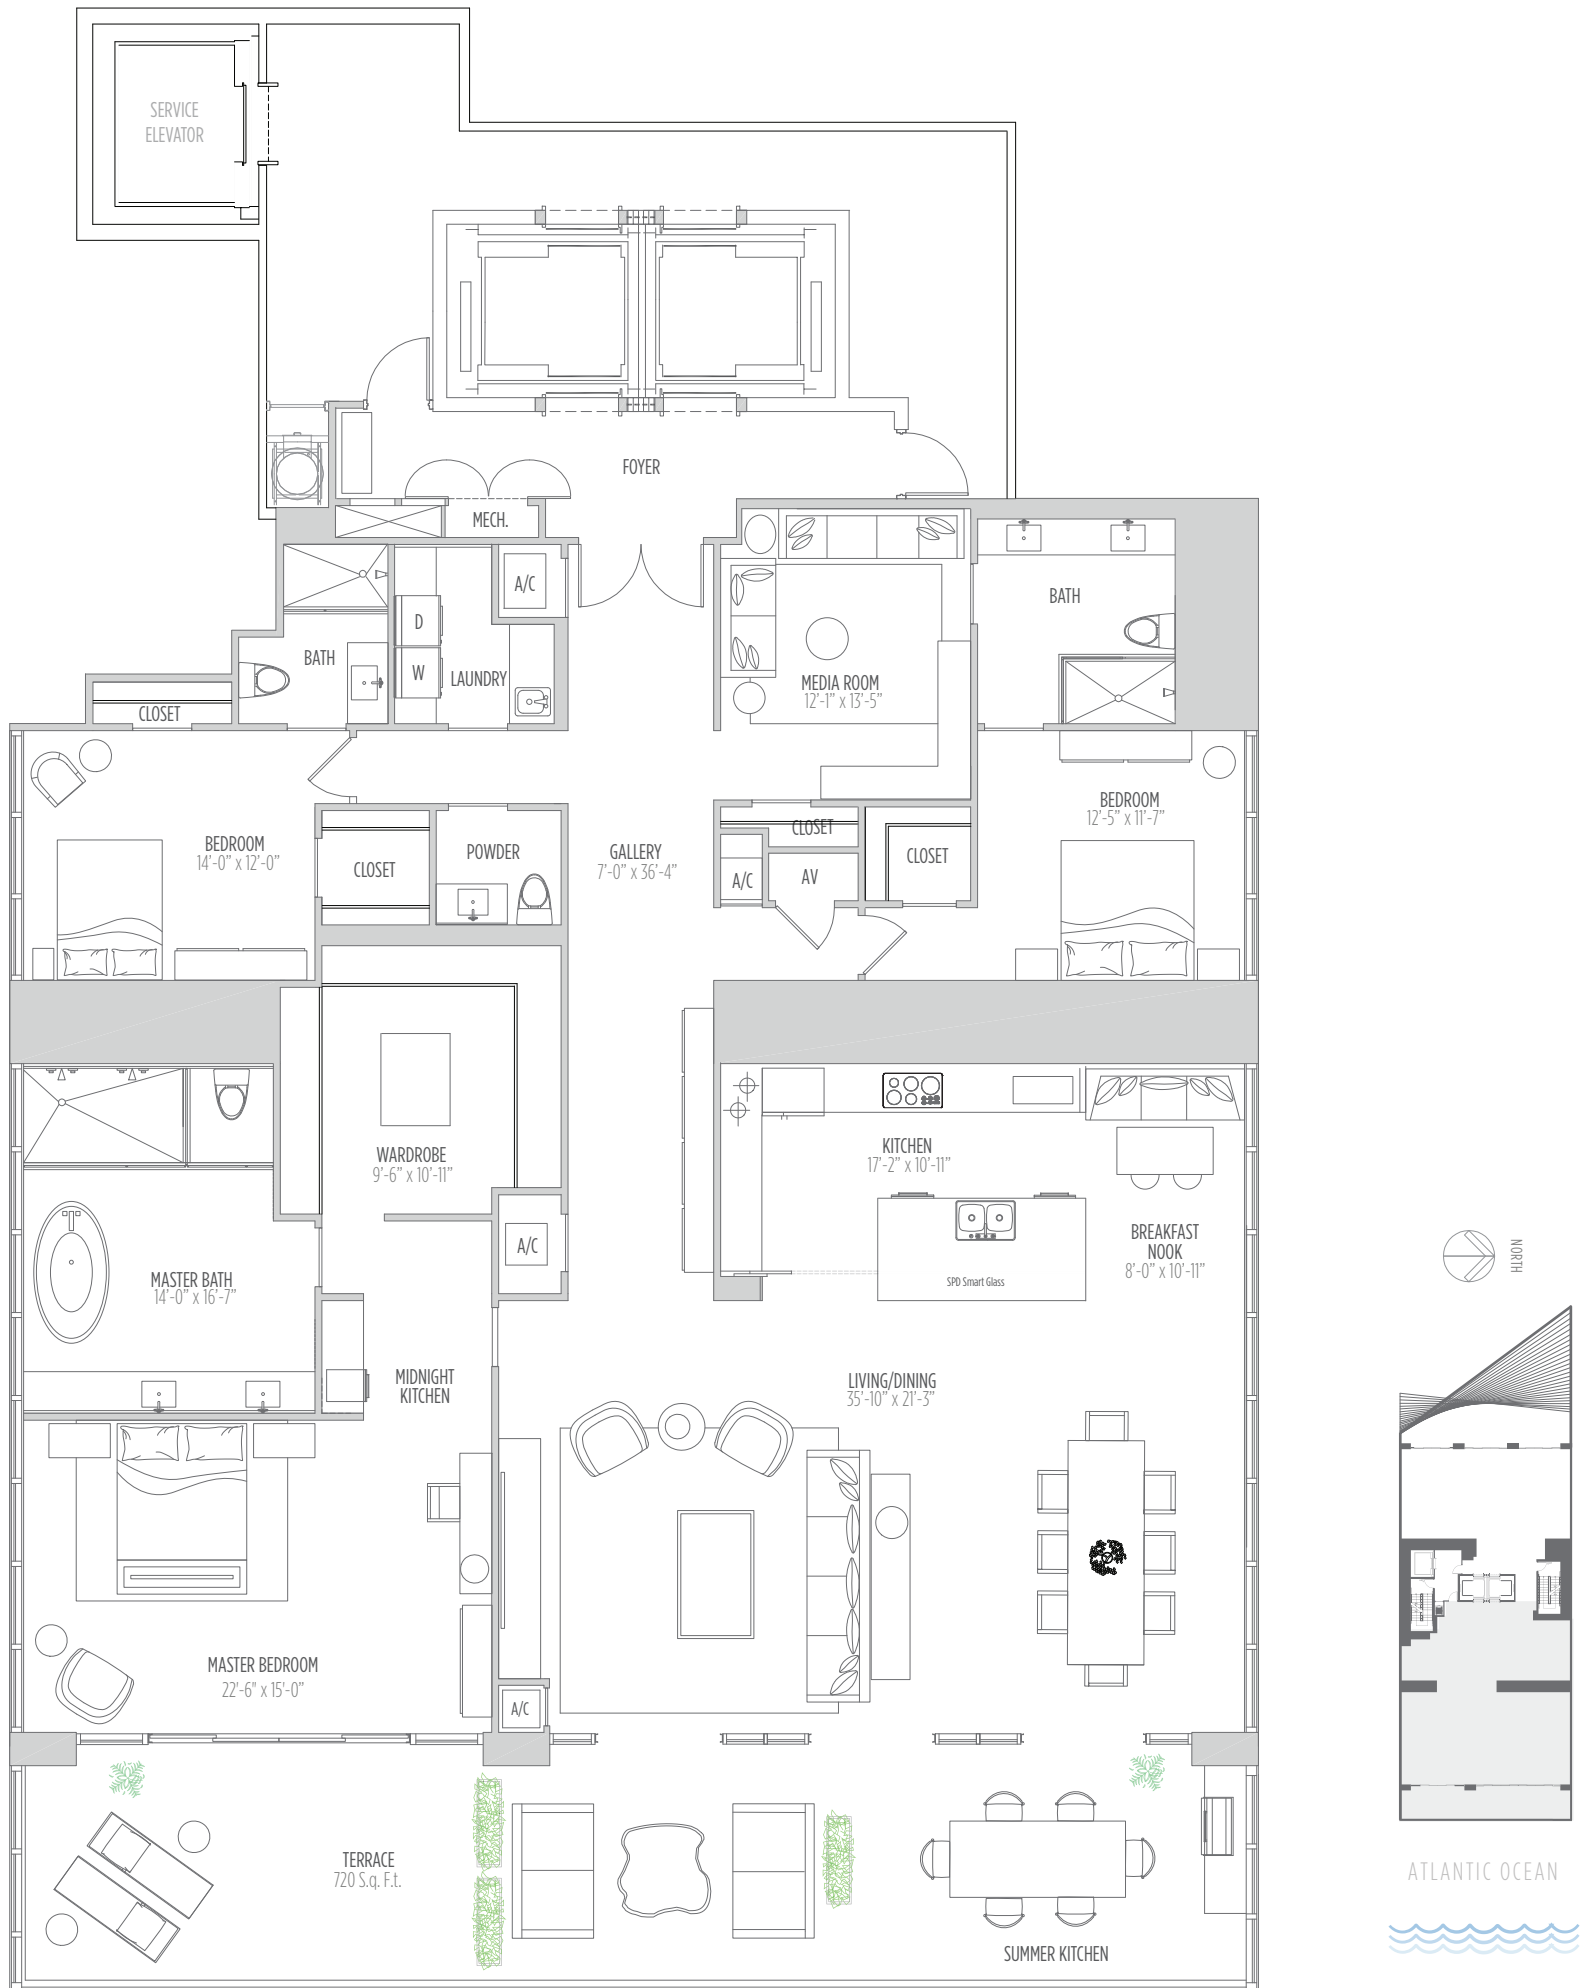 SERVICE
ELEVATOR
FOYER
MECH.
A/C
D
W
LAUNDRY
BATH
CLOSET
BATH
MEDIA ROOM
12'-1" x 13'-5"
BEDROOM
14'-0" x 12'-0"
CLOSET
POWDER
GALLERY
7'-0" x 36'-4"
CLOSET
A/C
AV
CLOSET
BEDROOM
12'-5" x 11'-7"
WARDROBE
9'-6" x 10'-11"
KITCHEN
17'-2" x 10'-11"
A/C
BREAKFAST
NOOK
8'-0" x 10'-11"
SPD Smart Glass
MASTER BATH
14'-0" x 16'-7"
MIDNIGHT
KITCHEN
LIVING/DINING
35'-10" x 21'-3"
MASTER BEDROOM
22'-6" x 15'-0"
A/C
TERRACE
720 S.q. F.t.
SUMMER KITCHEN
NORTH
ATLANTIC OCEAN